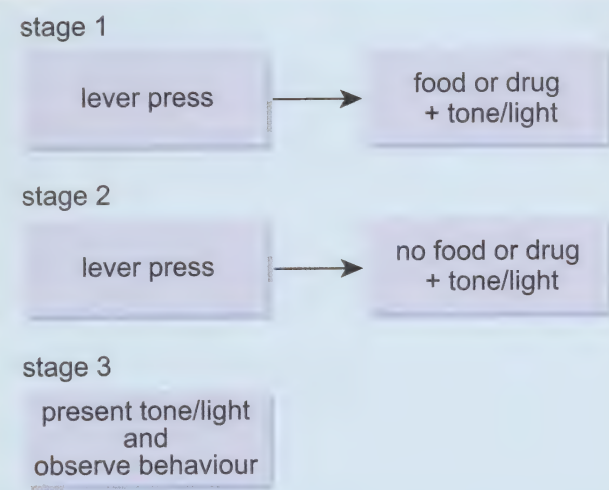 stage 1
lever press
food or drug
+ tone/light
stage 2
lever press
no food or drug
+ tone/light
stage 3
present tone/light
and
observe behaviour